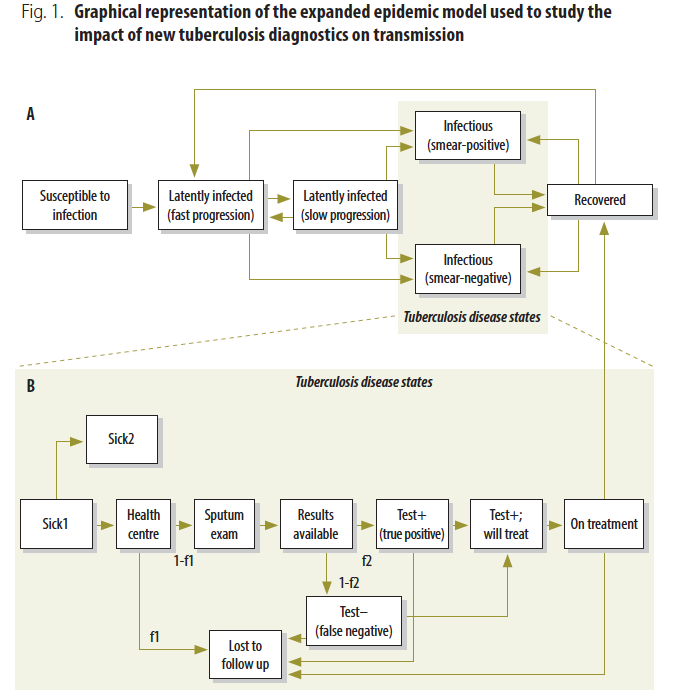 Fig. 1. Graphical representation of the expanded epidemic model used to study the
impact of new tuberculosis diagnostics on transmission
A
Infectious
(smear-positive)
Susceptible to
infection
Latently infected
(fast progression)
Latently infected
(slow progression)
Recovered
Infectious
(smear-negative)
Tuberculosis disease states
B
Tuberculosis disease states
Sick2
Sick1
Health
centre
Sputum
exam
Results
available
Test+
(true positive)
Test+;
will treat
On treatment
1-f1
f2
1-f2
Test–
(false negative)
f1
Lost to
follow up